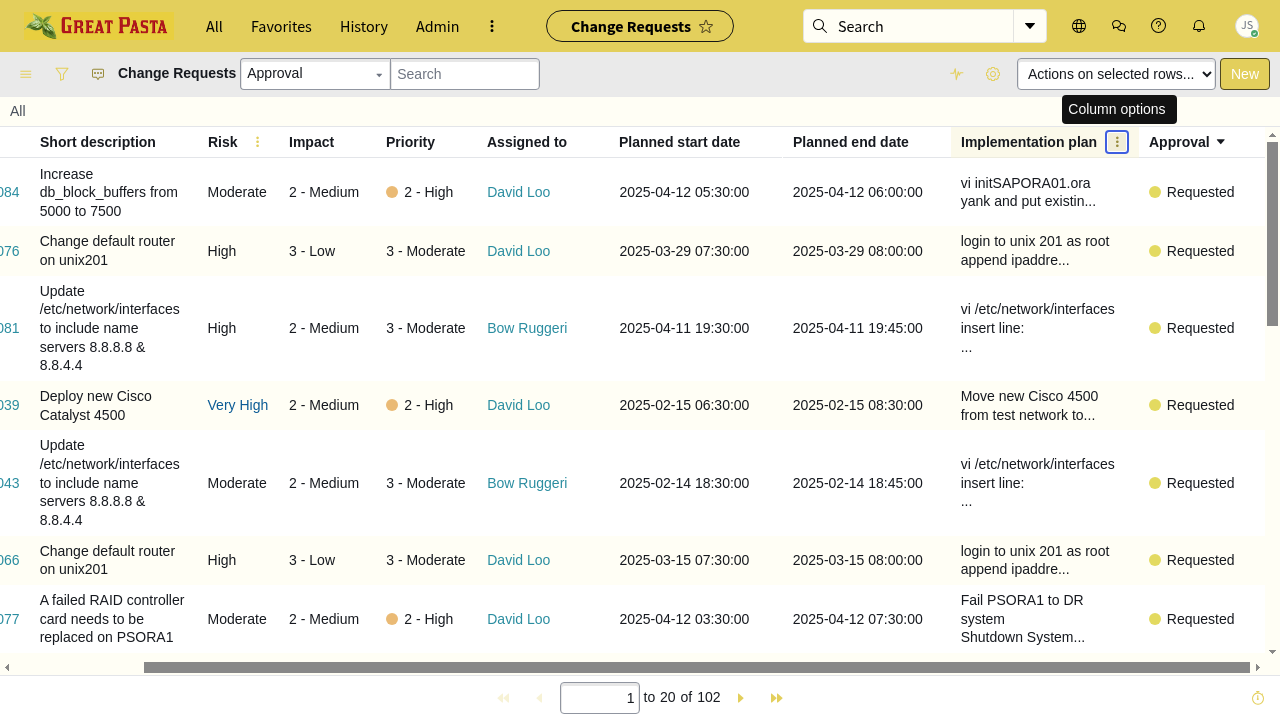 GREAT PASTA All Favorites History Admin Change Requests Search JS
Change Requests Approval Search Actions on selected rows... New
All
Column options
Short description Risk Impact Priority Assigned to Planned start date Planned end date Implementation plan Approval
084 Increase db_block_buffers from 5000 to 7500 Moderate 2 - Medium 2 - High David Loo 2025-04-12 05:30:00 2025-04-12 06:00:00 vi initSAPORA01.ora yank and put existin... Requested
076 Change default router on unix201 High 3 - Low 3 - Moderate David Loo 2025-03-29 07:30:00 2025-03-29 08:00:00 login to unix 201 as root append ipaddre... Requested
081 Update /etc/network/interfaces to include name servers 8.8.8.8 & 8.8.4.4 High 2 - Medium 3 - Moderate Bow Ruggeri 2025-04-11 19:30:00 2025-04-11 19:45:00 vi /etc/network/interfaces insert line: ... Requested
039 Deploy new Cisco Catalyst 4500 Very High 2 - Medium 2 - High David Loo 2025-02-15 06:30:00 2025-02-15 08:30:00 Move new Cisco 4500 from test network to... Requested
043 Update /etc/network/interfaces to include name servers 8.8.8.8 & 8.8.4.4 Moderate 2 - Medium 3 - Moderate Bow Ruggeri 2025-02-14 18:30:00 2025-02-14 18:45:00 vi /etc/network/interfaces insert line: ... Requested
066 Change default router on unix201 High 3 - Low 3 - Moderate David Loo 2025-03-15 07:30:00 2025-03-15 08:00:00 login to unix 201 as root append ipaddre... Requested
077 A failed RAID controller card needs to be replaced on PSORA1 Moderate 2 - Medium 2 - High David Loo 2025-04-12 03:30:00 2025-04-12 07:30:00 Fail PSORA1 to DR system Shutdown System... Requested
1 to 20 of 102